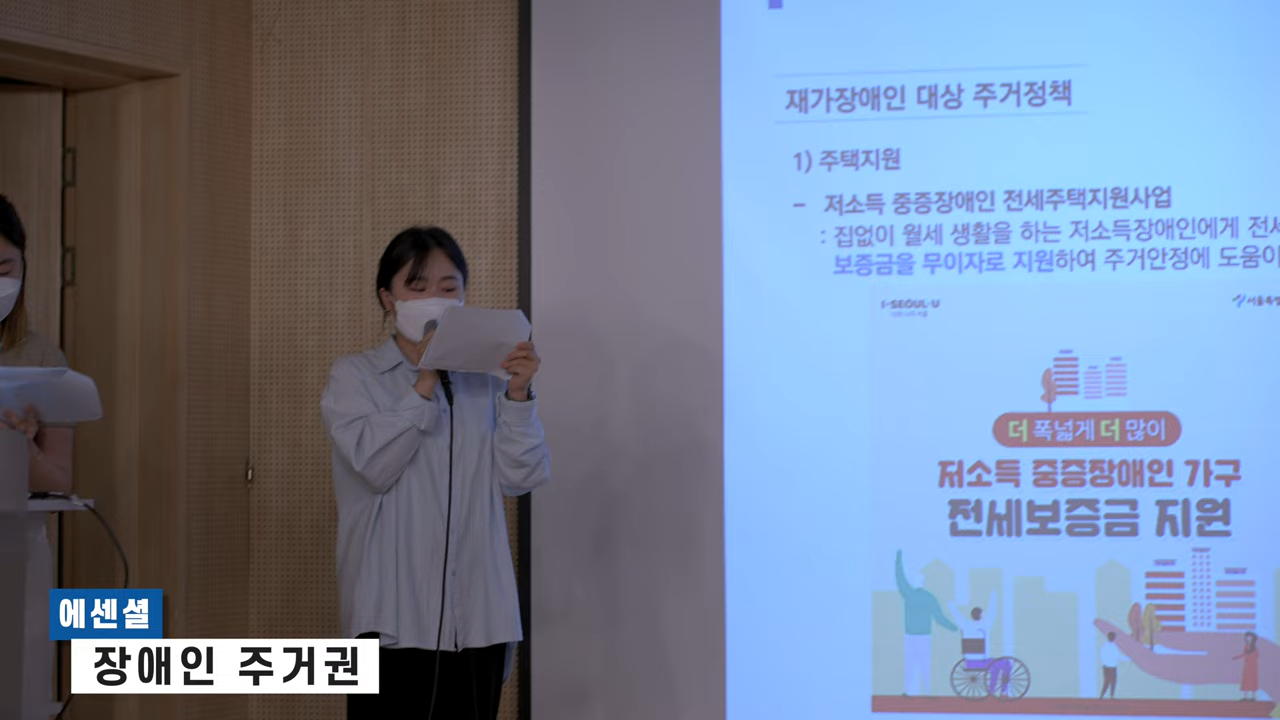 재가장애인 대상 주거정책
1) 주택지원
- 저소득 중증장애인 전세주택지원사업
: 집없이 월세 생활을 하는 저소득장애인에게 전세
보증금을 무이자로 지원하여 주거안정에 도움이
I·SEOUL·U
서울특별
더 폭넓게 더 많이
저소득 중증장애인 가구
전세보증금 지원
에센셜
장애인 주거권